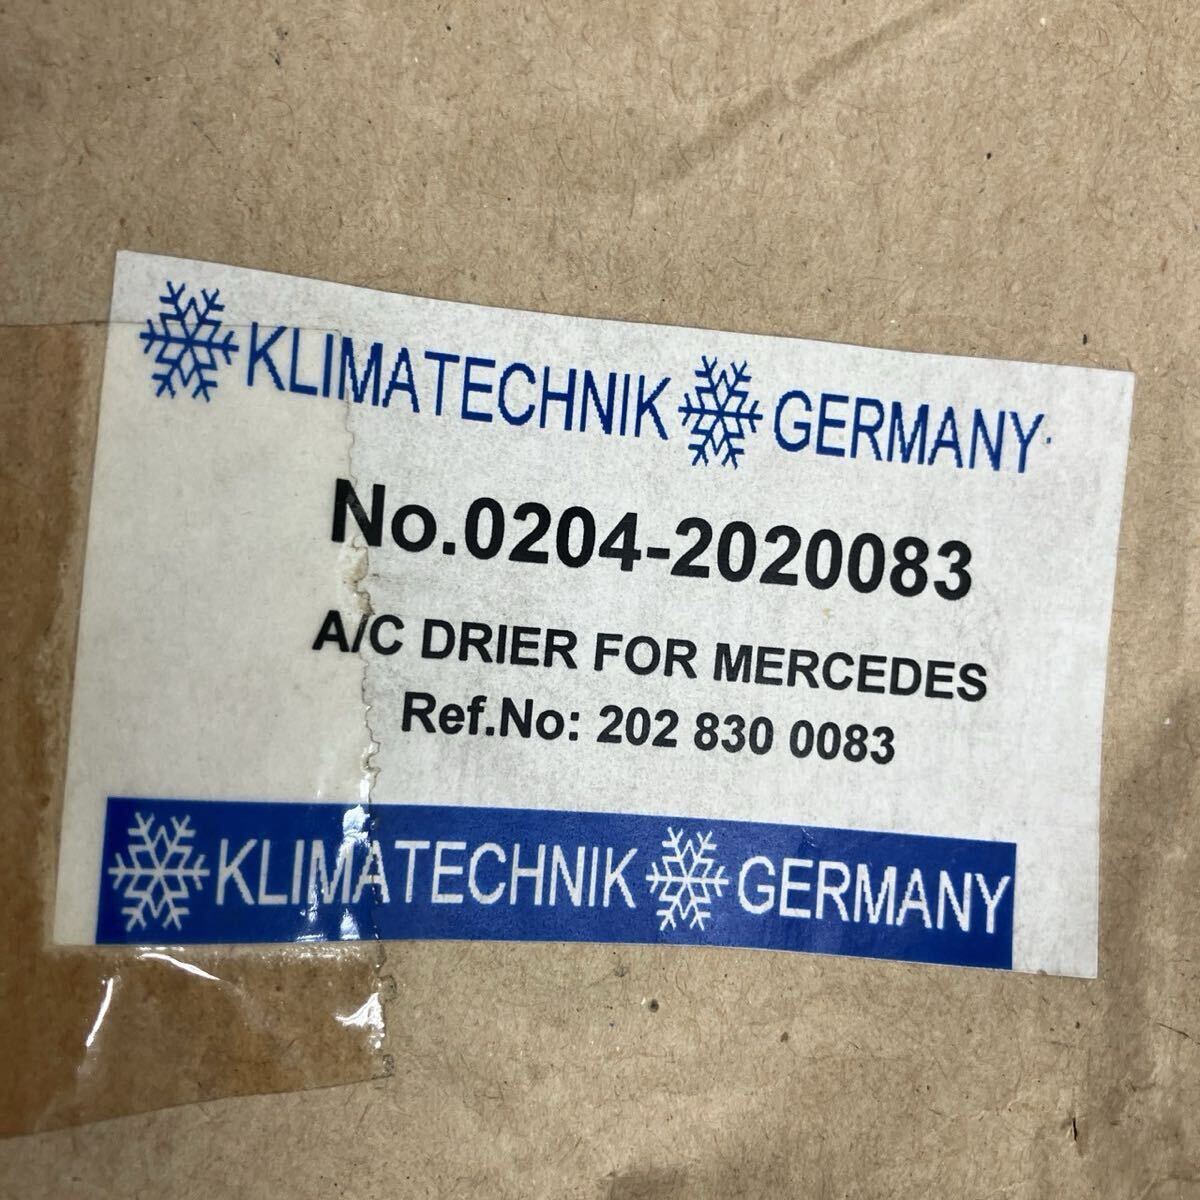 KLIMATECHNIK GERMANY
No.0204-2020083
A/C DRIER FOR MERCEDES
Ref.No: 202 830 0083
KLIMATECHNIK GERMANY